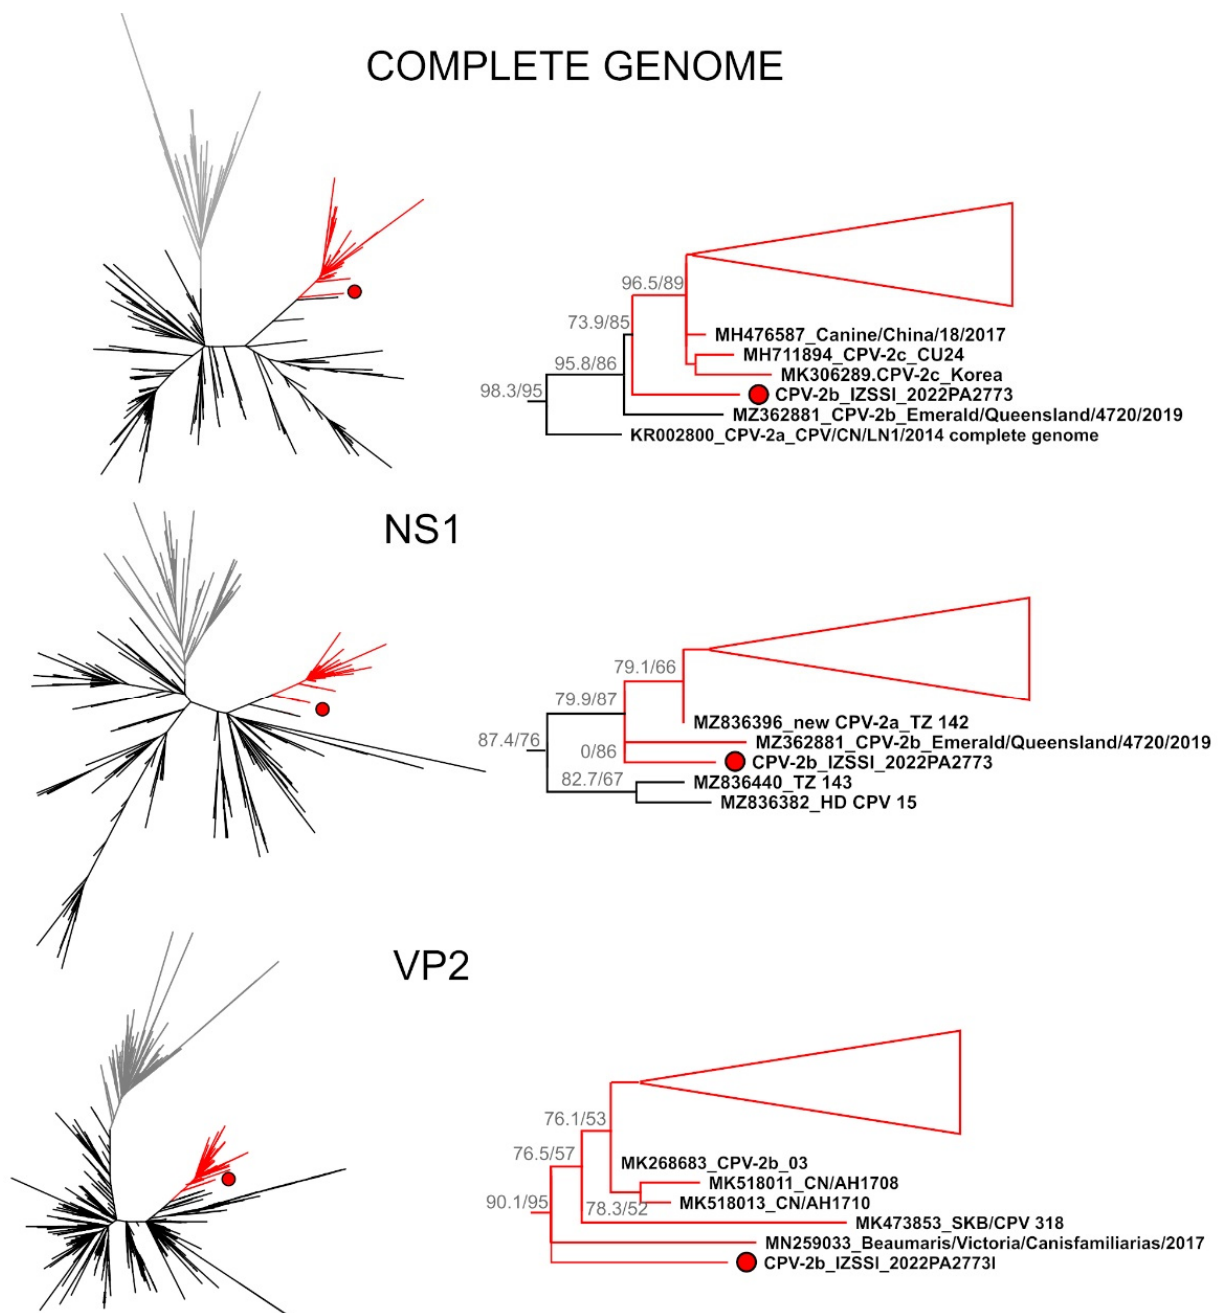 COMPLETE GENOME
96.5/89
73.9/85
MH476587_Canine/China/18/2017
MH711894_CPV-2c_CU24
95.8/86
MK306289.CPV-2c_Korea
98.3/95
CPV-2b_IZSSI_2022PA2773
MZ362881_CPV-2b_Emerald/Queensland/4720/2019
KR002800_CPV-2a_CPV/CN/LN1/2014 complete genome
NS1
79.1/66
79.9/87
MZ836396_new CPV-2a_TZ 142
87.4/76
MZ362881_CPV-2b_Emerald/Queensland/4720/2019
0/86
CPV-2b_IZSSI_2022PA2773
82.7/67
MZ836440_TZ 143
MZ836382_HD CPV 15
VP2
76.1/53
76.5/57
MK268683_CPV-2b_03
MK518011_CN/AH1708
90.1/95
MK518013_CN/AH1710
78.3/52
MK473853_SKB/CPV 318
MN259033_Beaumaris/Victoria/Canisfamiliarias/2017
CPV-2b_IZSSI_2022PA2773I